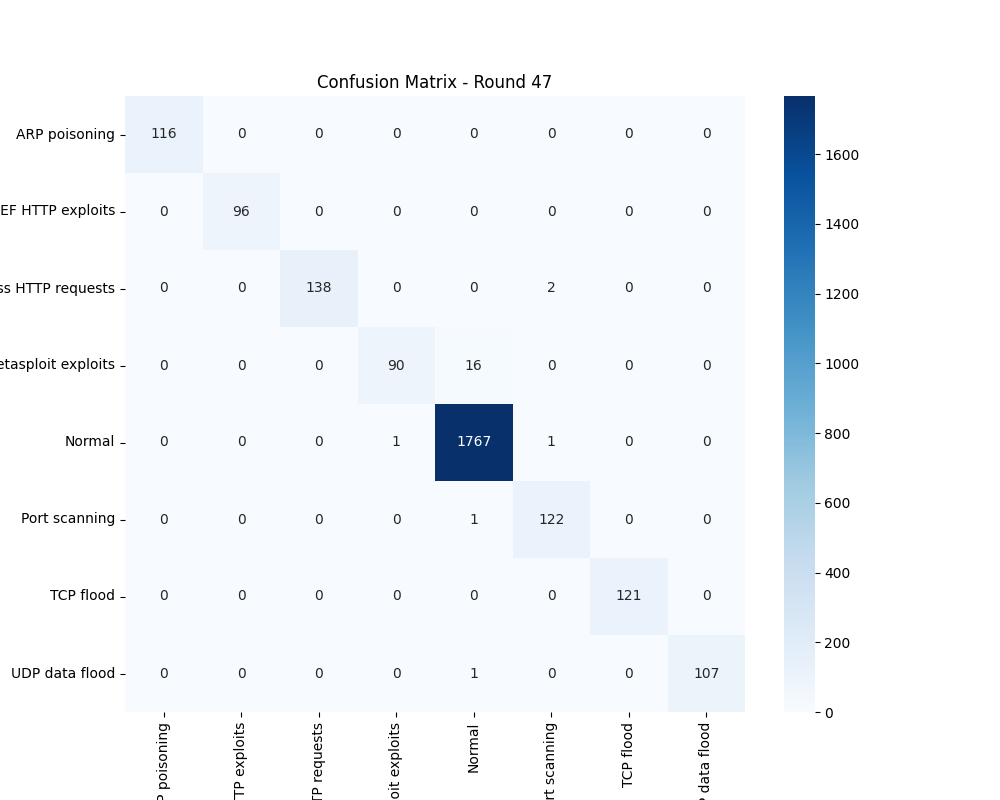 Confusion Matrix - Round 47
ARP poisoning 116 0 0 0 0 0 0 0
EF HTTP exploits 0 96 0 0 0 0 0 0
ss HTTP requests 0 0 138 0 0 2 0 0
etasploit exploits 0 0 0 90 16 0 0 0
Normal 0 0 0 1 1767 1 0 0
Port scanning 0 0 0 0 1 122 0 0
TCP flood 0 0 0 0 0 0 121 0
UDP data flood 0 0 0 0 1 0 0 107
P poisoning
TTP exploits
TP requests
oit exploits
Normal
rt scanning
TCP flood
P data flood
1600
1400
1200
1000
800
600
400
200
0